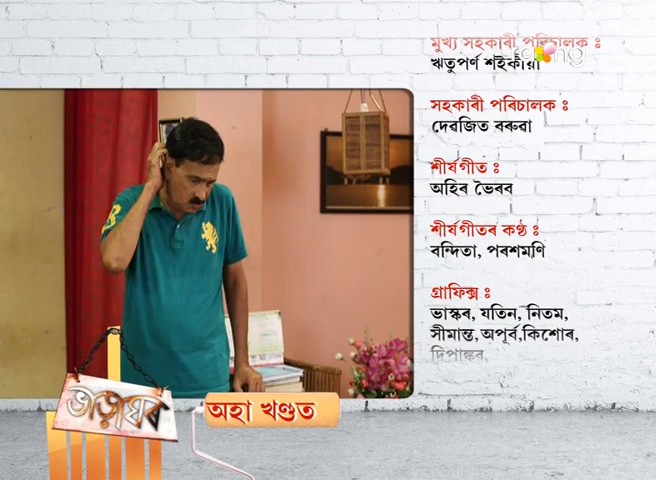 মুখ্য সহকাৰী পৰিচালক ঃ
ঋতুপৰ্ণ শইকীয়া
সহকাৰী পৰিচালক ঃ
দেৱজিত বৰুৱা
শীৰ্ষগীত ঃ
অহিৰ ভৈৰব
শীৰ্ষগীতৰ কণ্ঠ ঃ
বন্দিতা, পৰশমণি
গ্ৰাফিক্স ঃ
ভাস্কৰ, যতিন, নিতম,
সীমান্ত,অপূৰ্ব,কিশোৰ,
দিপাঙ্কৰ,
ভাড়াঘৰ
অহা খণ্ডত